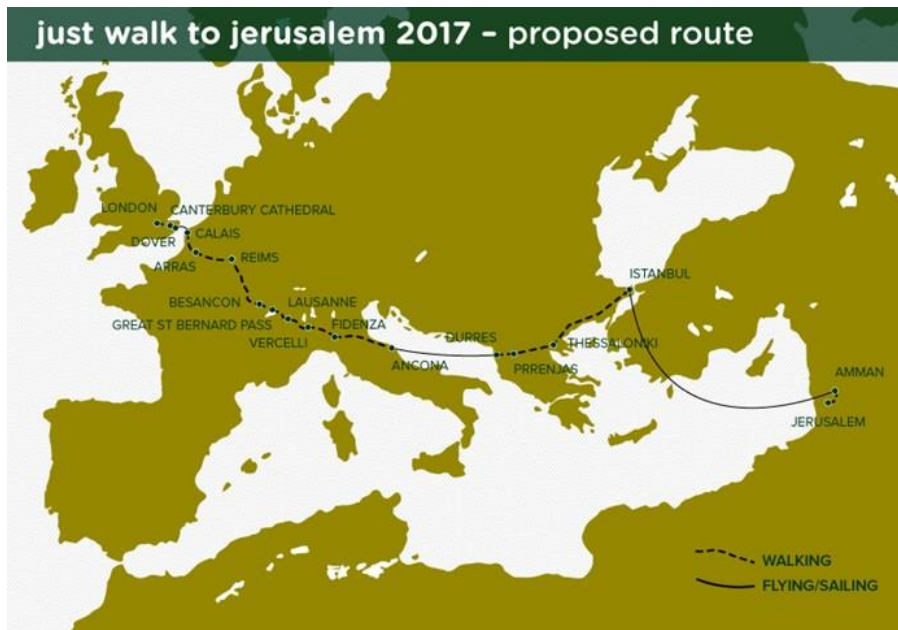 just walk to jerusalem 2017 – proposed route
LONDON
CANTERBURY CATHEDRAL
DOVER
CALAIS
ARRAS
REIMS
ISTANBUL
BESANCON
LAUSANNE
GREAT ST BERNARD PASS
FIDENZA
VERCELLI
DURRES
THESSALONIKI
ANCONA
PRRENJAS
AMMAN
JERUSALEM
WALKING
FLYING/SAILING